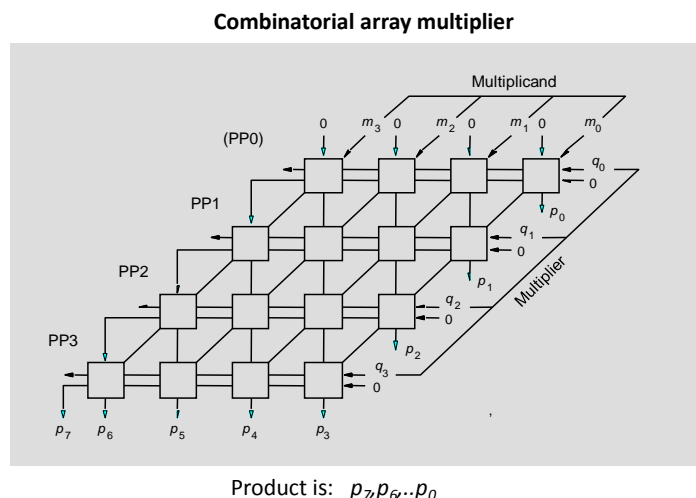 Combinatorial array multiplier
Multiplicand
0 m3 0 m2 0 m1 0 m0
(PP0)
q0
0
p0
PP1
q1
0
p1
PP2
q2
0
Multiplier
p2
PP3
q3
0
,
p7 p6 p5 p4 p3
Product is: p7,p6,..p0